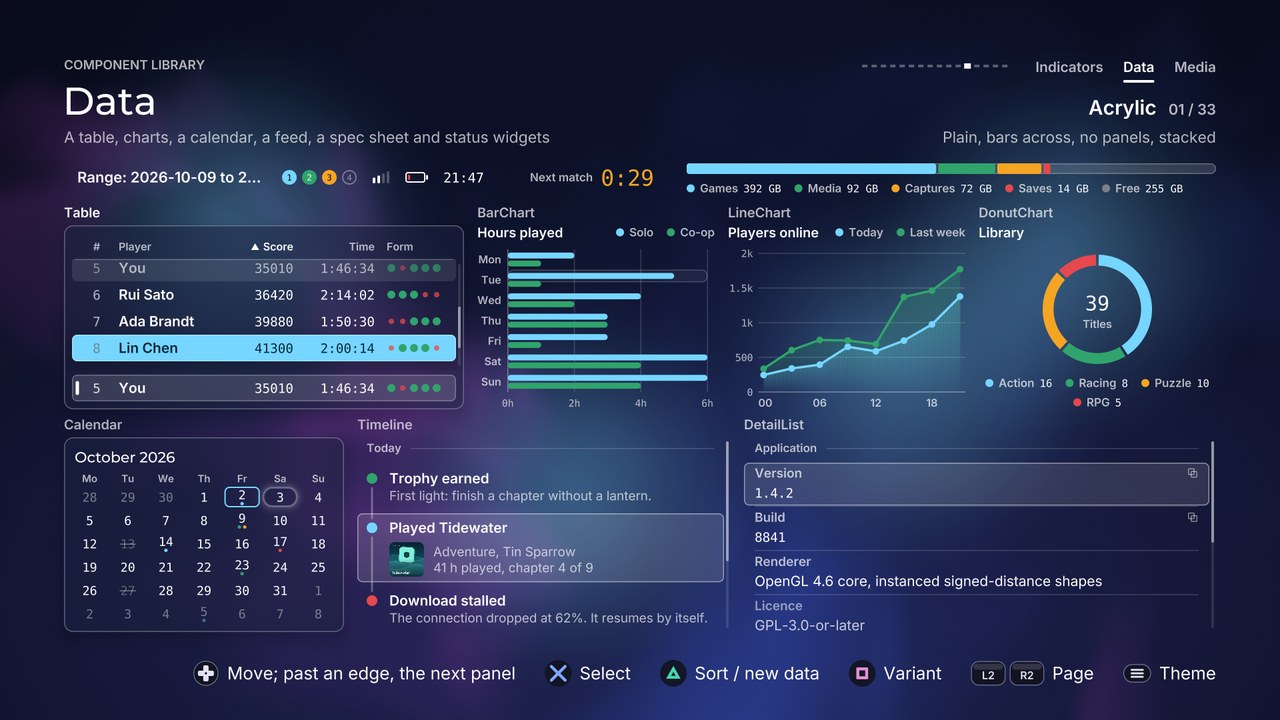 COMPONENT LIBRARY
Indicators Data Media
Data
Acrylic 01 / 33
A table, charts, a calendar, a feed, a spec sheet and status widgets
Plain, bars across, no panels, stacked
Range: 2026-10-09 to 2... 1 2 3 4 21:47 Next match 0:29
Games 392 GB Media 92 GB Captures 72 GB Saves 14 GB Free 255 GB
Table
# Player ▲ Score Time Form
5 You 35010 1:46:34
6 Rui Sato 36420 2:14:02
7 Ada Brandt 39880 1:50:30
8 Lin Chen 41300 2:00:14
5 You 35010 1:46:34
BarChart
Hours played Solo Co-op
Mon
Tue
Wed
Thu
Fri
Sat
Sun
0h 2h 4h 6h
LineChart
Players online Today Last week
2k
1.5k
1k
500
0
00 06 12 18
DonutChart
Library
39
Titles
Action 16 Racing 8 Puzzle 10
RPG 5
Calendar
October 2026
Mo Tu We Th Fr Sa Su
28 29 30 1 2 3 4
5 6 7 8 9 10 11
12 13 14 15 16 17 18
19 20 21 22 23 24 25
26 27 28 29 30 31 1
2 3 4 5 6 7 8
Timeline
Today
Trophy earned
First light: finish a chapter without a lantern.
Played Tidewater
Adventure, Tin Sparrow
41 h played, chapter 4 of 9
Download stalled
The connection dropped at 62%. It resumes by itself.
DetailList
Application
Version
1.4.2
Build
8841
Renderer
OpenGL 4.6 core, instanced signed-distance shapes
Licence
GPL-3.0-or-later
Move; past an edge, the next panel Select Sort / new data Variant L2 R2 Page Theme